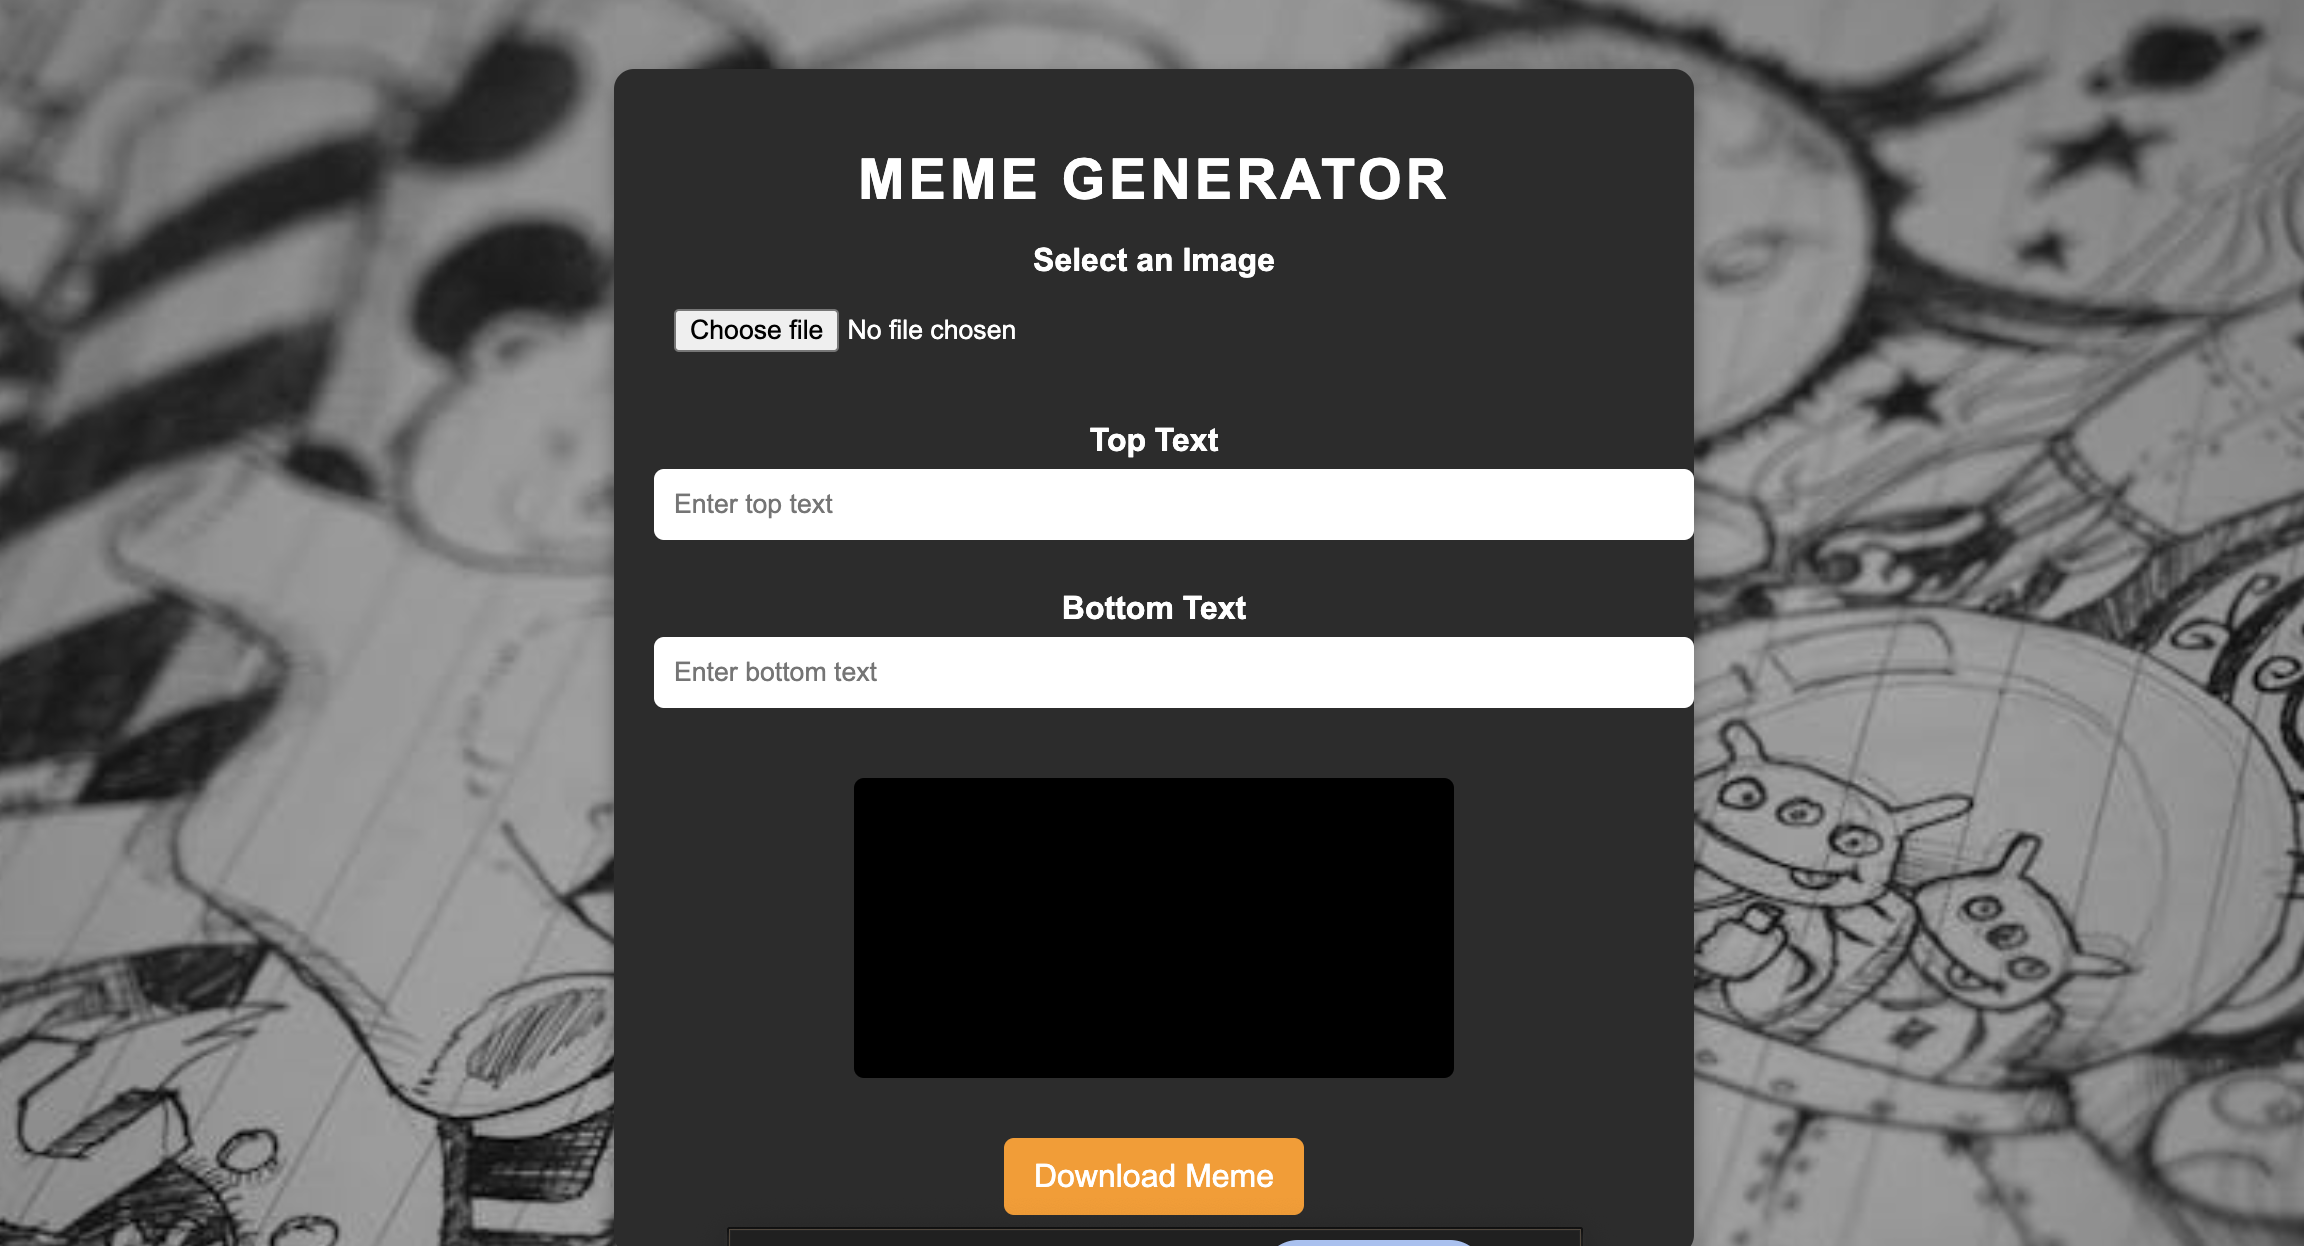 MEME GENERATOR
Select an Image
Choose file No file chosen
Top Text
Enter top text
Bottom Text
Enter bottom text
Download Meme